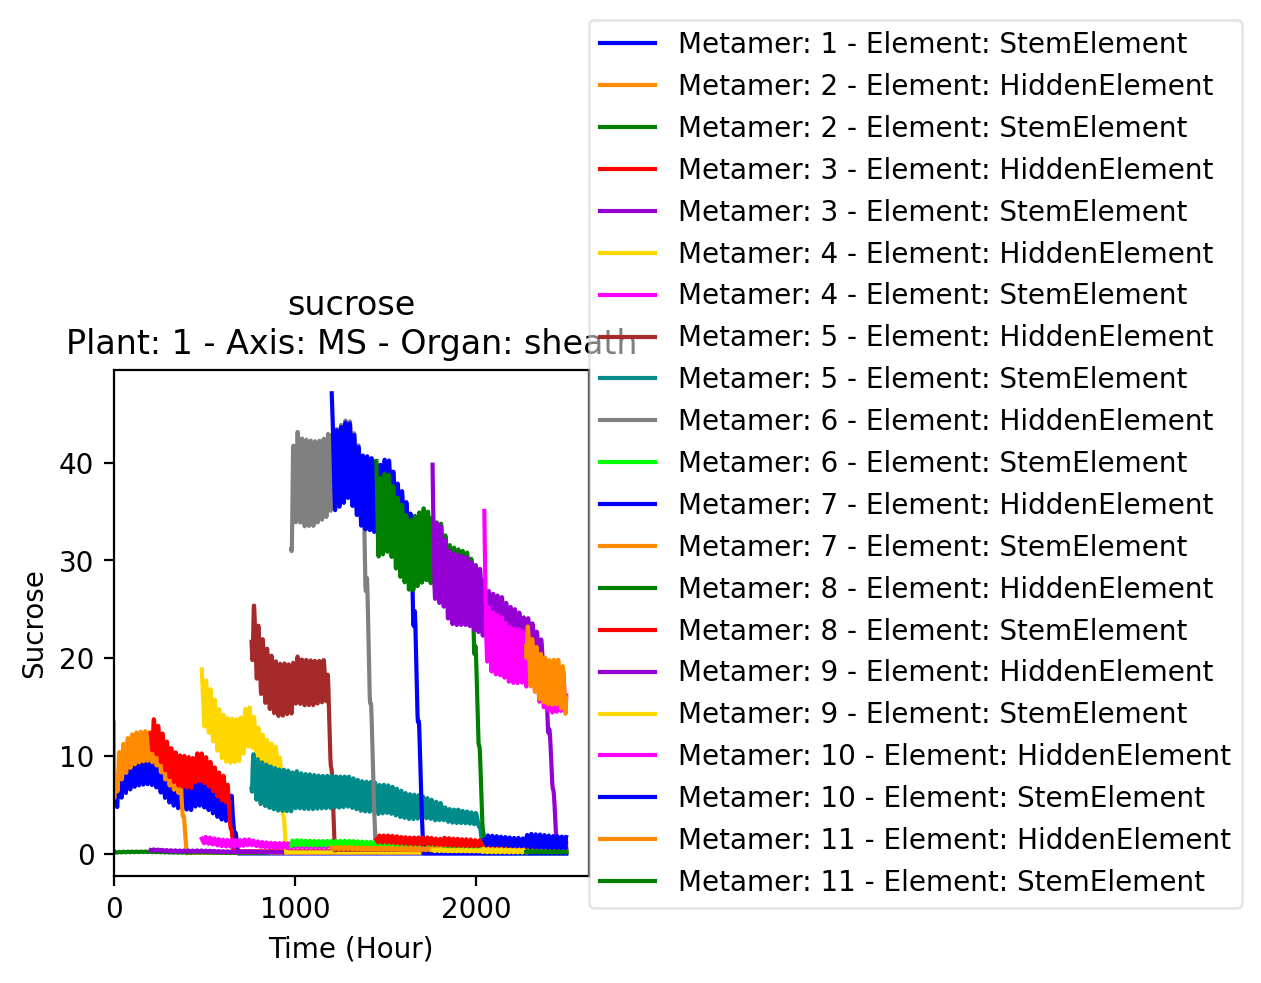 sucrose
Plant: 1 - Axis: MS - Organ: sheath
Sucrose
40
30
20
10
0
0
1000
2000
Time (Hour)
Metamer: 1 - Element: StemElement
Metamer: 2 - Element: HiddenElement
Metamer: 2 - Element: StemElement
Metamer: 3 - Element: HiddenElement
Metamer: 3 - Element: StemElement
Metamer: 4 - Element: HiddenElement
Metamer: 4 - Element: StemElement
Metamer: 5 - Element: HiddenElement
Metamer: 5 - Element: StemElement
Metamer: 6 - Element: HiddenElement
Metamer: 6 - Element: StemElement
Metamer: 7 - Element: HiddenElement
Metamer: 7 - Element: StemElement
Metamer: 8 - Element: HiddenElement
Metamer: 8 - Element: StemElement
Metamer: 9 - Element: HiddenElement
Metamer: 9 - Element: StemElement
Metamer: 10 - Element: HiddenElement
Metamer: 10 - Element: StemElement
Metamer: 11 - Element: HiddenElement
Metamer: 11 - Element: StemElement